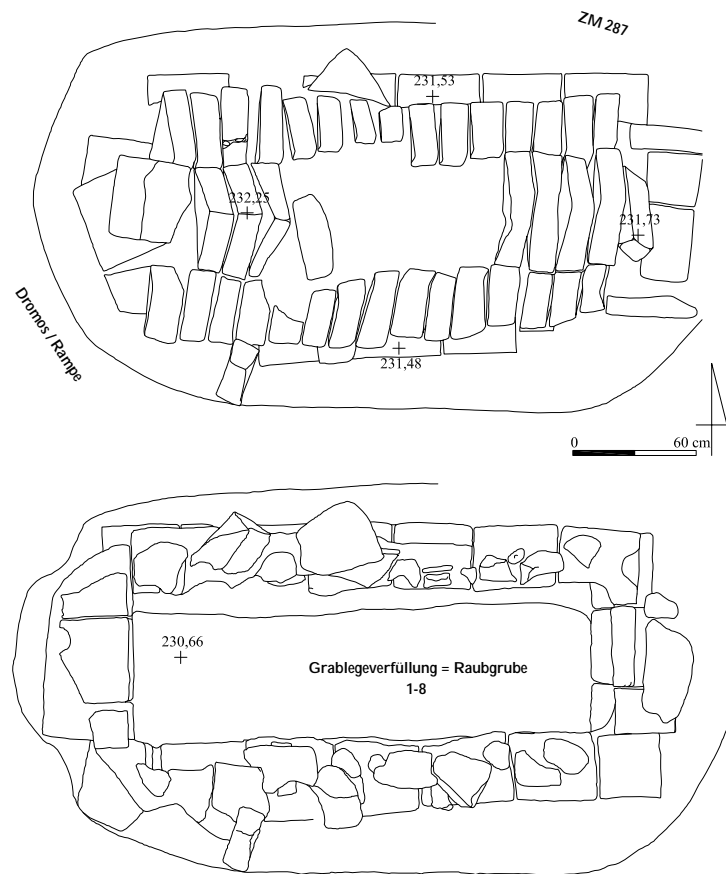 ZM 287
231,53
232,25
231,73
Dromos / Rampe
231,48
0 60 cm
230,66
Grablegeverfüllung = Raubgrube
1-8